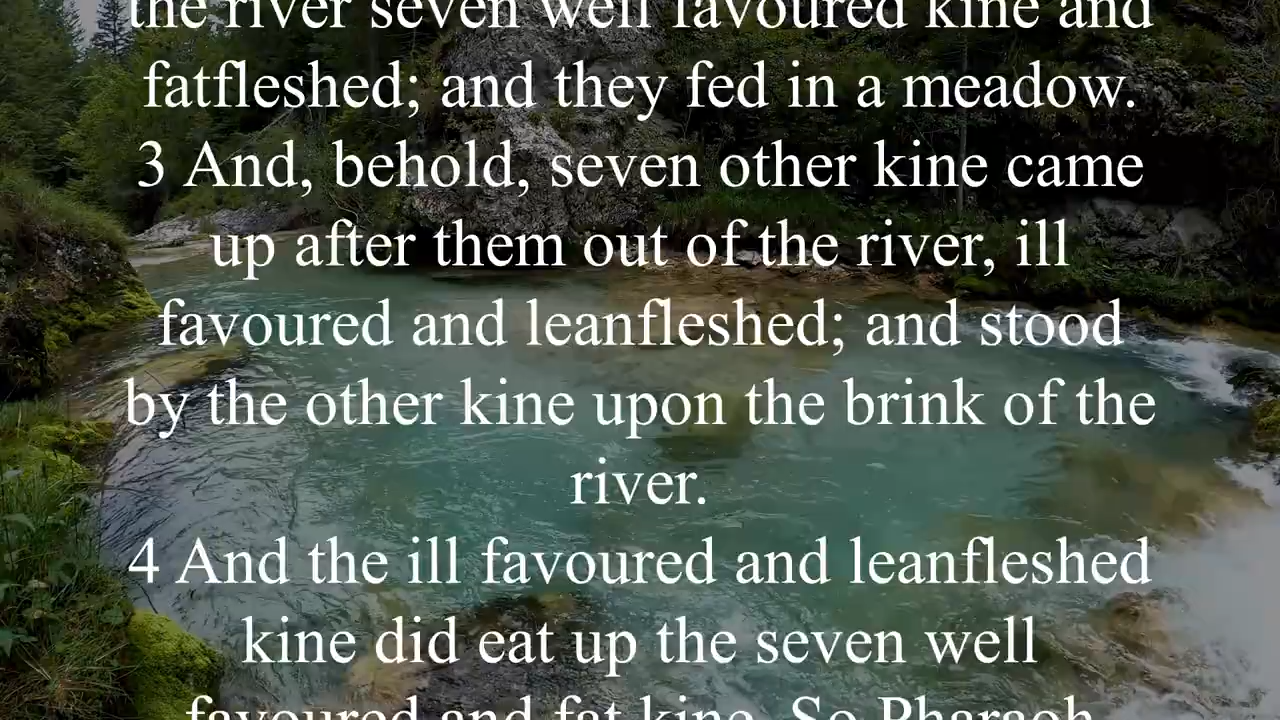 the river seven well favoured kine and
fatfleshed; and they fed in a meadow.
3 And, behold, seven other kine came
up after them out of the river, ill
favoured and leanfleshed; and stood
by the other kine upon the brink of the
river.
4 And the ill favoured and leanfleshed
kine did eat up the seven well
favoured and fat kine. So Pharaoh